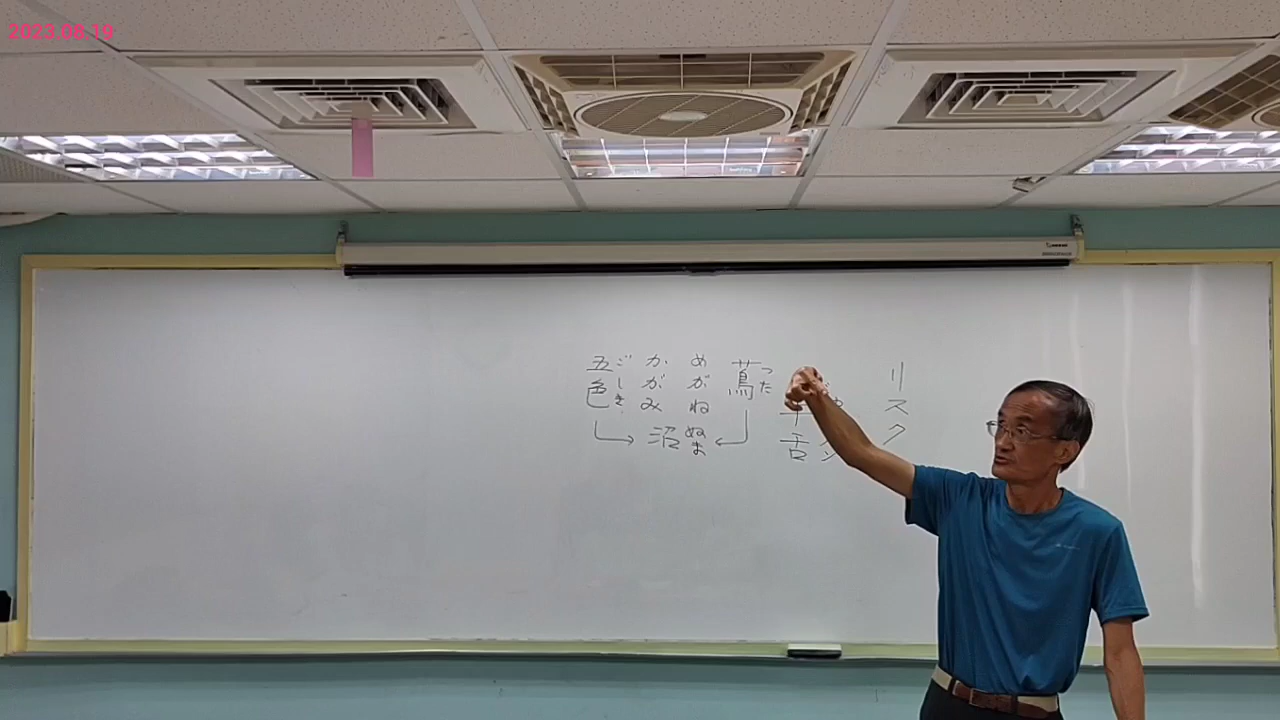 2023.08.19
リスク
蔦
つた
めがね
かがみ
沼
ぬま
五色
ごしき